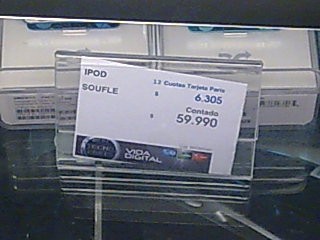 IPOD
SOUFLE
12 Cuotas Tarjeta Paris
$ 6.305
Contado
$ 59.990
VIDA
DIGITAL